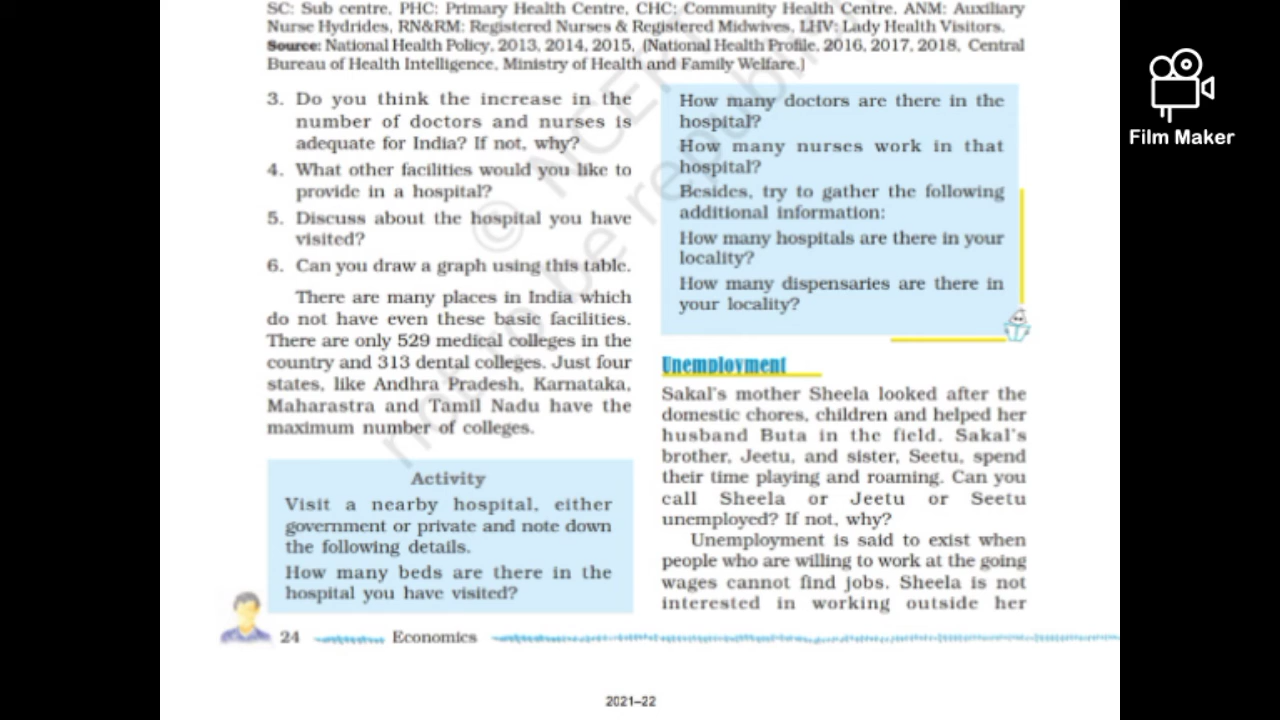 SC: Sub centre, PHC: Primary Health Centre, CHC: Community Health Centre, ANM: Auxiliary
Nurse Hydrides, RN&RM: Registered Nurses & Registered Midwives, LHV: Lady Health Visitors.
Source: National Health Policy, 2013, 2014, 2015, (National Health Profile, 2016, 2017, 2018, Central
Bureau of Health Intelligence, Ministry of Health and Family Welfare.)
3. Do you think the increase in the
number of doctors and nurses is
adequate for India? If not, why?
4. What other facilities would you like to
provide in a hospital?
5. Discuss about the hospital you have
visited?
6. Can you draw a graph using this table.
There are many places in India which
do not have even these basic facilities.
There are only 529 medical colleges in the
country and 313 dental colleges. Just four
states, like Andhra Pradesh, Karnataka,
Maharastra and Tamil Nadu have the
maximum number of colleges.
Activity
Visit a nearby hospital, either
government or private and note down
the following details.
How many beds are there in the
hospital you have visited?
How many doctors are there in the
hospital?
How many nurses work in that
hospital?
Besides, try to gather the following
additional information:
How many hospitals are there in your
locality?
How many dispensaries are there in
your locality?
Unemployment
Sakal's mother Sheela looked after the
domestic chores, children and helped her
husband Buta in the field. Sakal's
brother, Jeetu, and sister, Seetu, spend
their time playing and roaming. Can you
call Sheela or Jeetu or Seetu
unemployed? If not, why?
Unemployment is said to exist when
people who are willing to work at the going
wages cannot find jobs. Sheela is not
interested in working outside her
24 Economics
2021–22
© NCERT
not to be republish
Film Maker